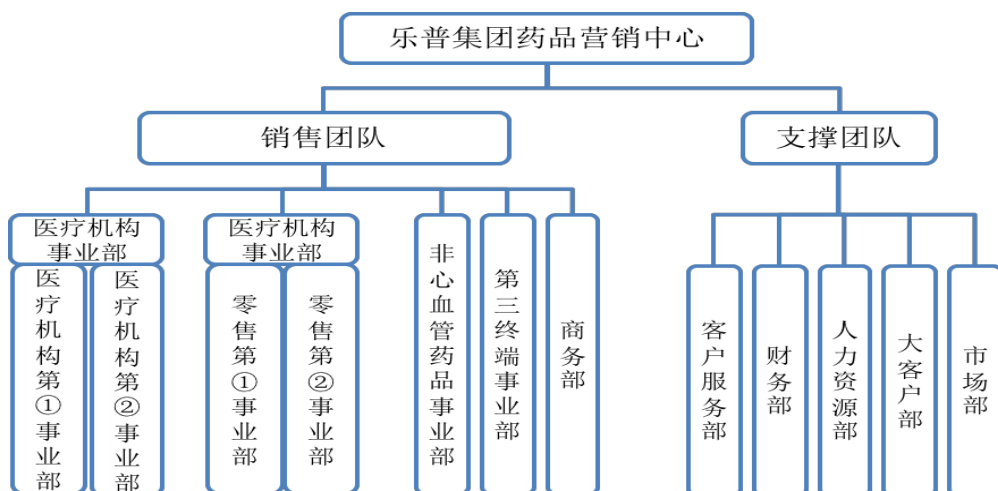 乐普集团药品营销中心
销售团队
支撑团队
医疗机构
事业部
医疗机构
事业部
医疗机构第①事业部
医疗机构第②事业部
零售第①事业部
零售第②事业部
非心血管药品事业部
第三终端事业部
商务部
客户服务部
财务部
人力资源部
大客户部
市场部